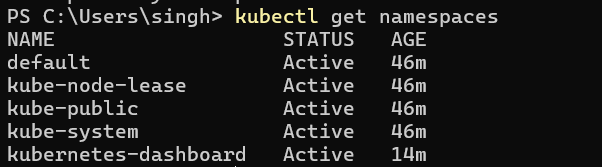 PS C:\Users\singh> kubectl get namespaces
NAME                   STATUS   AGE
default                Active   46m
kube-node-lease        Active   46m
kube-public            Active   46m
kube-system            Active   46m
kubernetes-dashboard   Active   14m